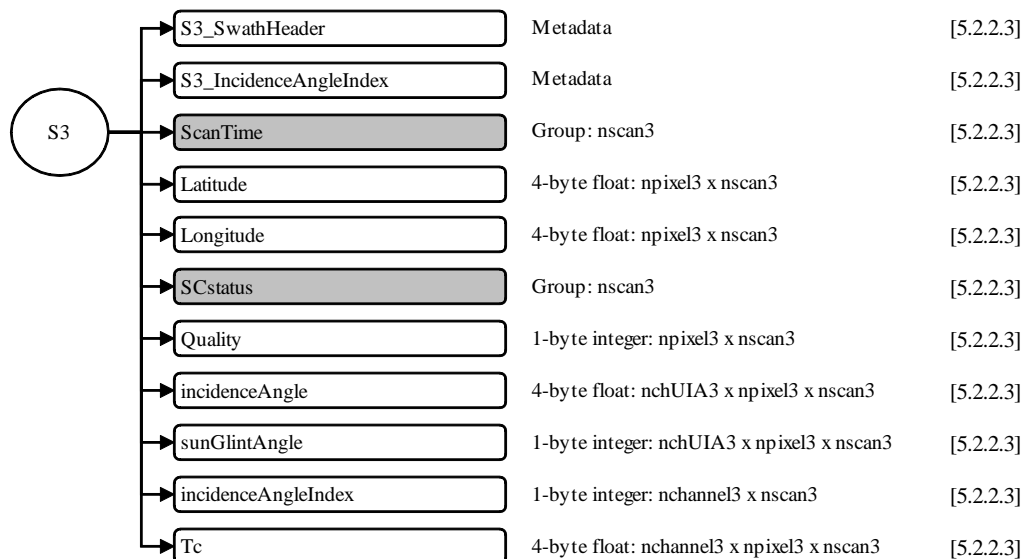 S3_SwathHeader Metadata [5.2.2.3]
S3_IncidenceAngleIndex Metadata [5.2.2.3]
S3
ScanTime Group: nscan3 [5.2.2.3]
Latitude 4-byte float: npixel3 x nscan3 [5.2.2.3]
Longitude 4-byte float: npixel3 x nscan3 [5.2.2.3]
SCstatus Group: nscan3 [5.2.2.3]
Quality 1-byte integer: npixel3 x nscan3 [5.2.2.3]
incidenceAngle 4-byte float: nchUIA3 x npixel3 x nscan3 [5.2.2.3]
sunGlintAngle 1-byte integer: nchUIA3 x npixel3 x nscan3 [5.2.2.3]
incidenceAngleIndex 1-byte integer: nchannel3 x nscan3 [5.2.2.3]
Tc 4-byte float: nchannel3 x npixel3 x nscan3 [5.2.2.3]